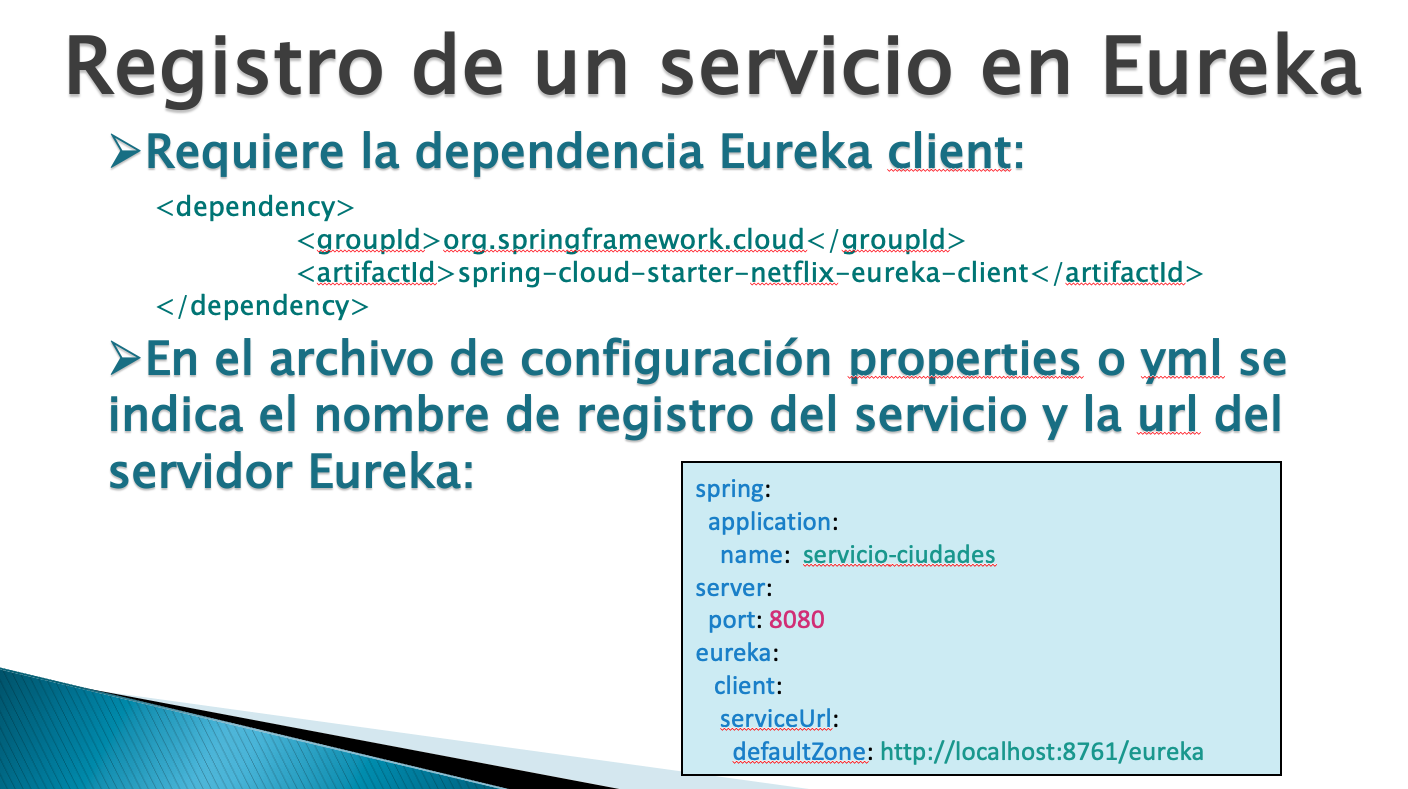 Registro de un servicio en Eureka
➢Requiere la dependencia Eureka client:
<dependency>
<groupId>org.springframework.cloud</groupId>
<artifactId>spring-cloud-starter-netflix-eureka-client</artifactId>
</dependency>
➢En el archivo de configuración properties o yml se
indica el nombre de registro del servicio y la url del
servidor Eureka:
spring:
application:
name: servicio-ciudades
server:
port: 8080
eureka:
client:
serviceUrl:
defaultZone: http://localhost:8761/eureka